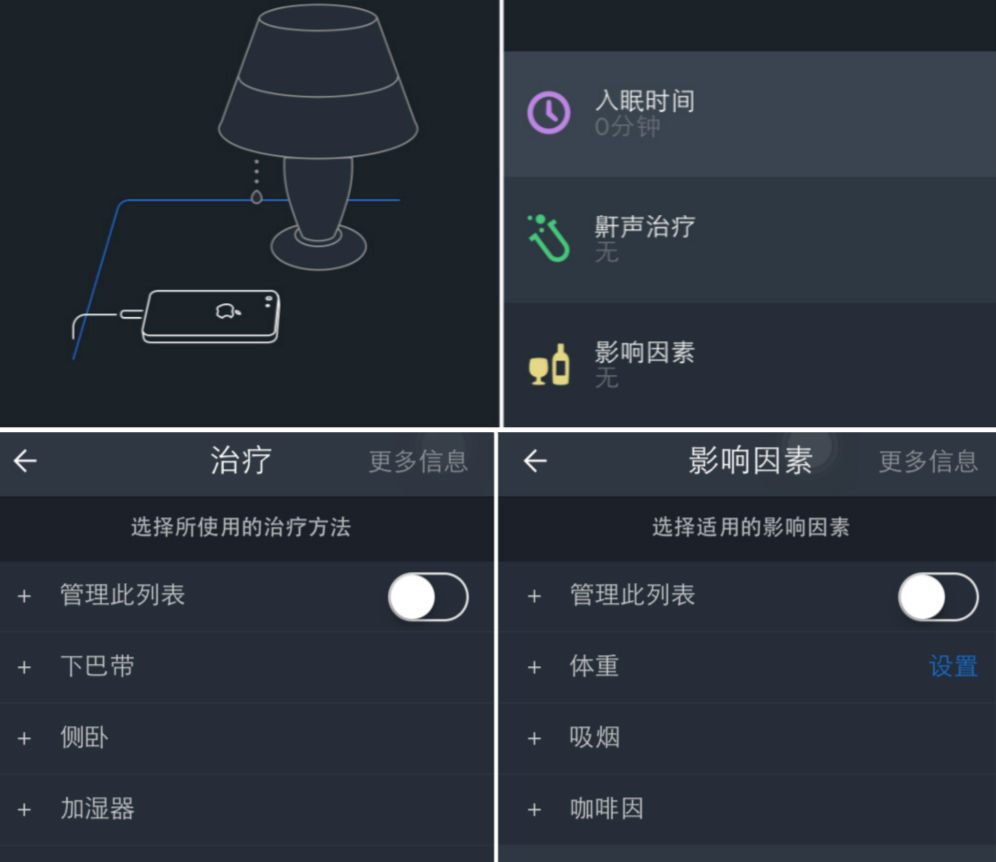 入眠时间
0分钟
鼾声治疗
无
影响因素
无
治疗
更多信息
选择所使用的治疗方法
管理此列表
下巴带
侧卧
加湿器
影响因素
更多信息
选择适用的影响因素
管理此列表
体重
设置
吸烟
咖啡因